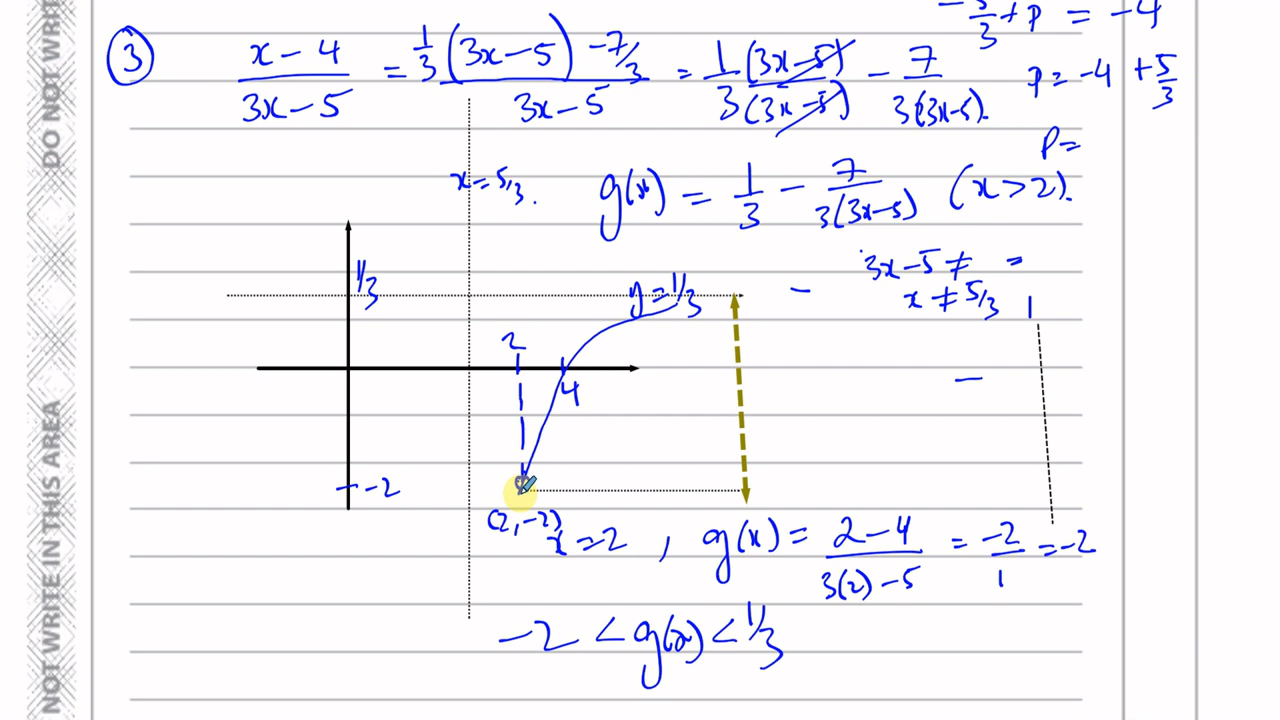 DO NOT WRITE
NOT WRITE IN THIS AREA
-5/3 + p = -4
③ (x-4)/(3x-5) = (1/3(3x-5) -7/3)/(3x-5) = 1(3x-5)/3(3x-5) - 7/3(3x-5).
p = -4 + 5/3
p =
x = 5/3.
g(x) = 1/3 - 7/3(3x-5) (x>2).
3x-5 ≠
x ≠ 5/3
1/3
y = 1/3
2
4
-2
(2, -2)
x = 2, g(x) = (2-4)/(3(2)-5) = -2/1 = -2
-2 < g(x) < 1/3